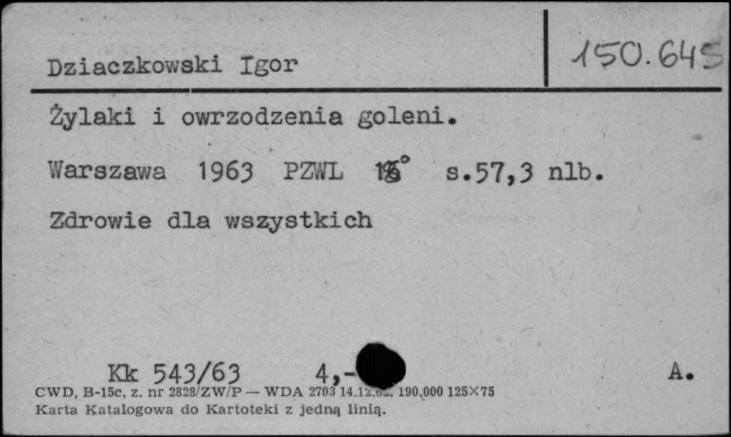 Dziaczkowski Igor 150.645
Żylaki i owrzodzenia goleni.
Warszawa 1963 PZWL s.57,3 nlb.
Zdrowie dla wszystkich
Kk 543/63 4,- A.
CWD, B-15c, z. nr 2828/ZW/P — WDA 2703 190.000 125×75
Karta Katalogowa do Kartoteki z jedną linią.